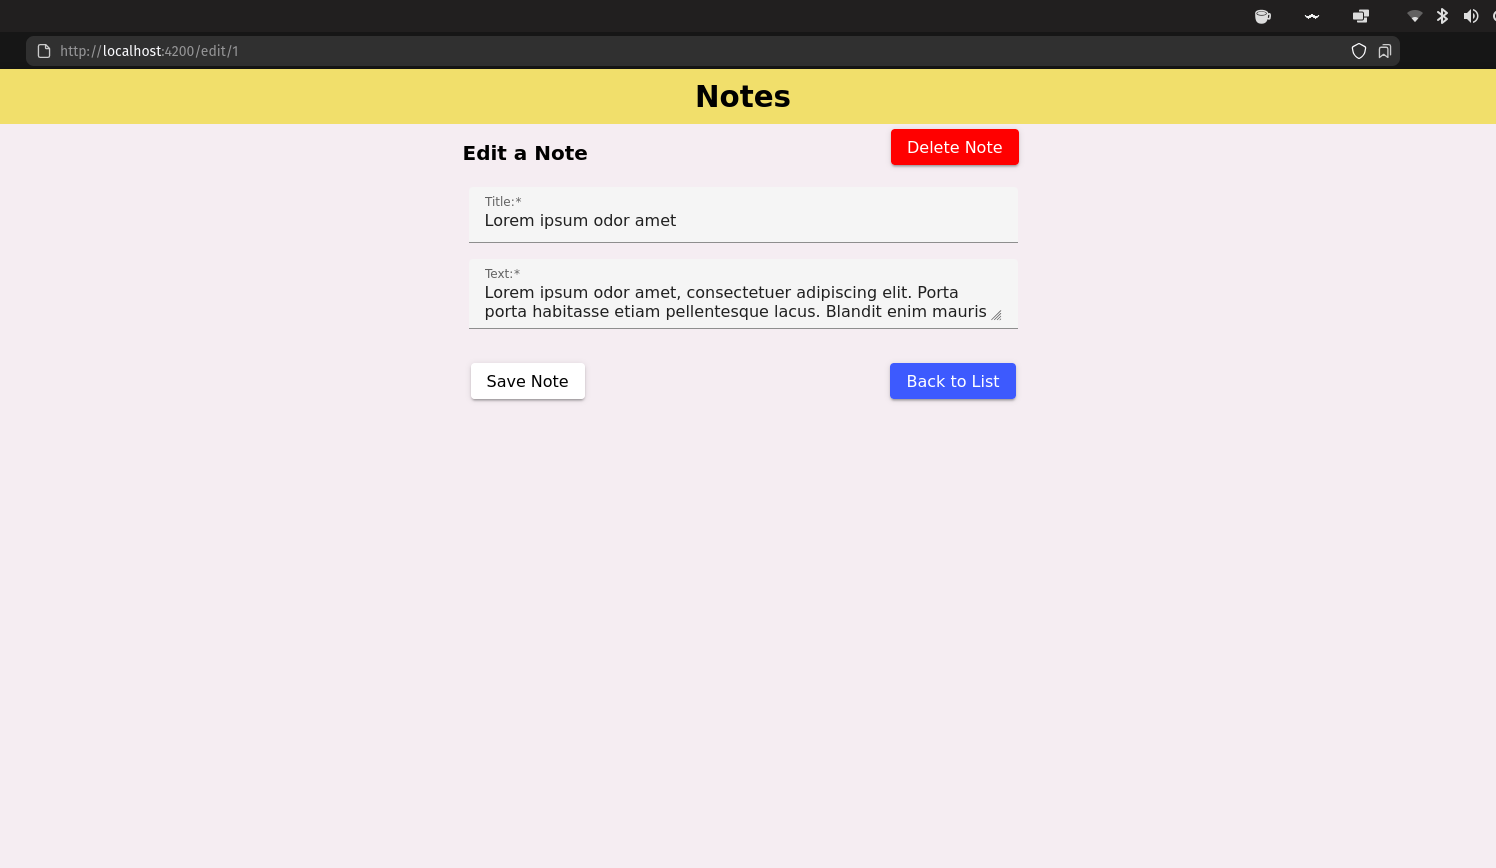 http://localhost:4200/edit/1
Notes
Edit a Note
Delete Note
Title:*
Lorem ipsum odor amet
Text:*
Lorem ipsum odor amet, consectetuer adipiscing elit. Porta
porta habitasse etiam pellentesque lacus. Blandit enim mauris
Save Note
Back to List